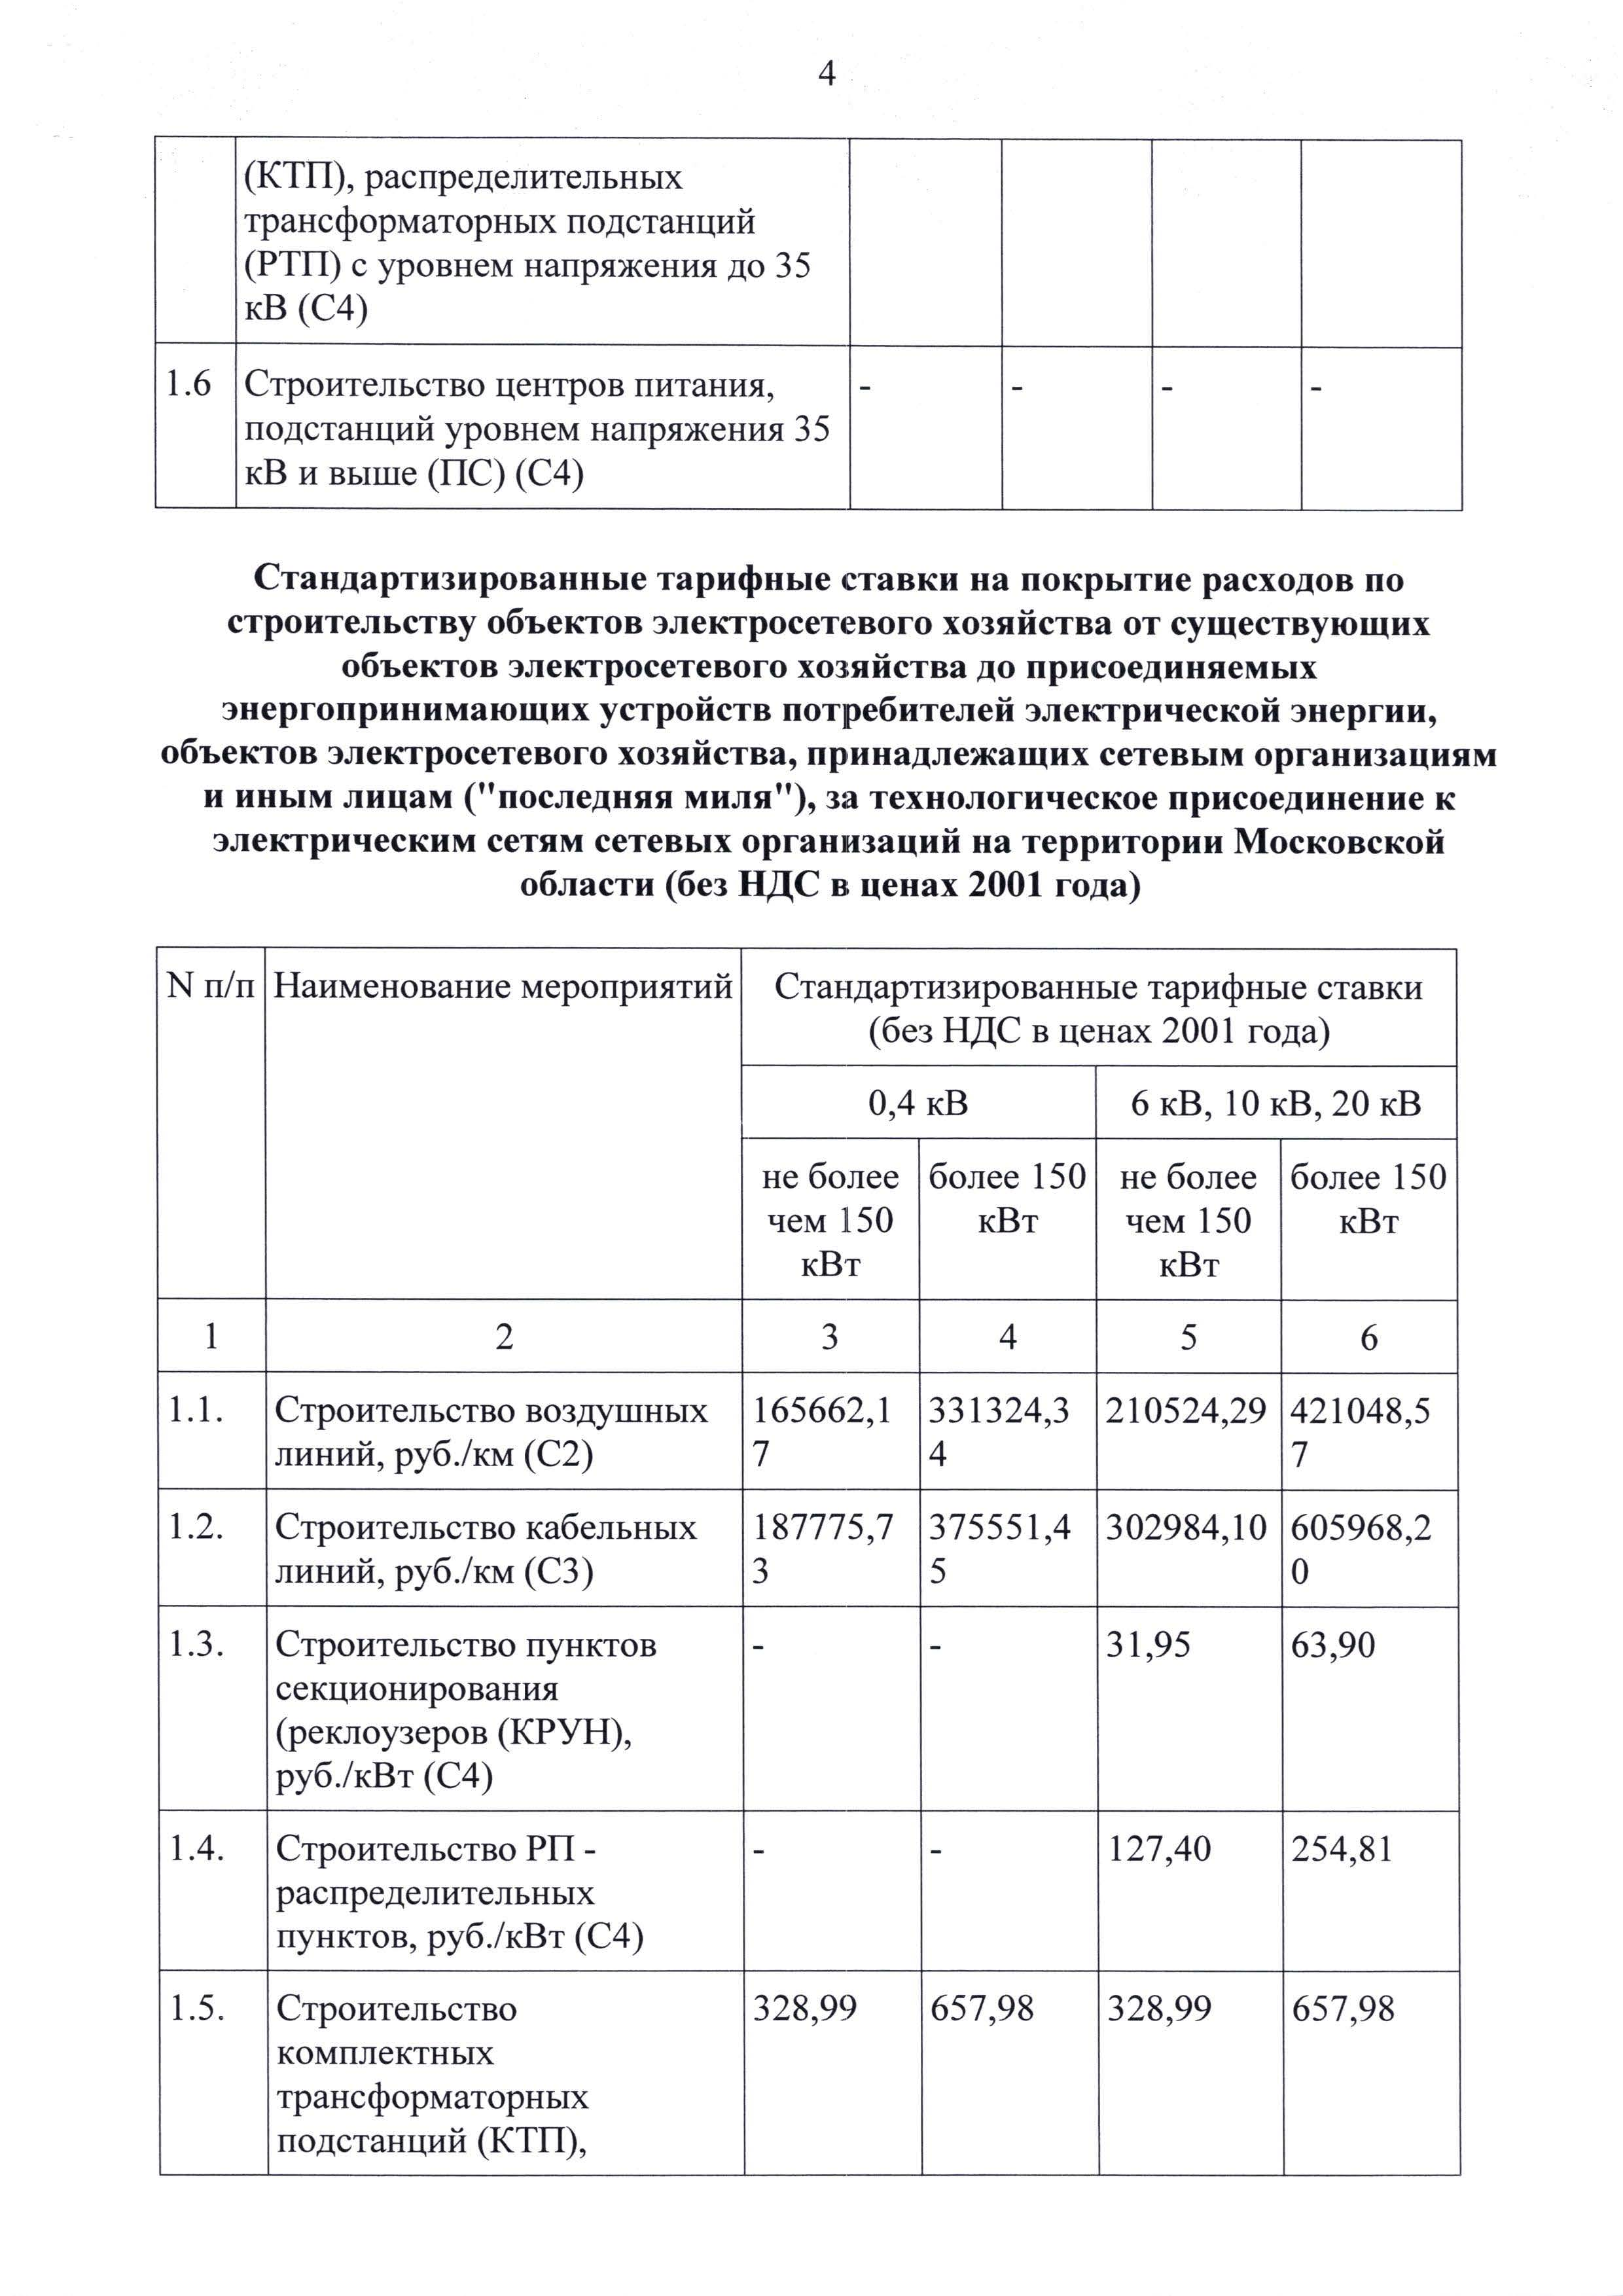 4
(КТП), распределительных
трансформаторных подстанций
(РТП) с уровнем напряжения до 35
кВ (С4)
1.6 Строительство центров питания, - - - -
подстанций уровнем напряжения 35
кВ и выше (ПС) (С4)
Стандартизированные тарифные ставки на покрытие расходов по
строительству объектов электросетевого хозяйства от существующих
объектов электросетевого хозяйства до присоединяемых
энергопринимающих устройств потребителей электрической энергии,
объектов электросетевого хозяйства, принадлежащих сетевым организациям
и иным лицам ("последняя миля"), за технологическое присоединение к
электрическим сетям сетевых организаций на территории Московской
области (без НДС в ценах 2001 года)
N п/п Наименование мероприятий Стандартизированные тарифные ставки
(без НДС в ценах 2001 года)
0,4 кВ 6 кВ, 10 кВ, 20 кВ
не более более 150 не более более 150
чем 150 кВт чем 150 кВт
кВт кВт
1 2 3 4 5 6
1.1. Строительство воздушных 165662,1 331324,3 210524,29 421048,5
линий, руб./км (С2) 7 4 7
1.2. Строительство кабельных 187775,7 375551,4 302984,10 605968,2
линий, руб./км (С3) 3 5 0
1.3. Строительство пунктов - - 31,95 63,90
секционирования
(реклоузеров (КРУН),
руб./кВт (С4)
1.4. Строительство РП - - - 127,40 254,81
распределительных
пунктов, руб./кВт (С4)
1.5. Строительство 328,99 657,98 328,99 657,98
комплектных
трансформаторных
подстанций (КТП),